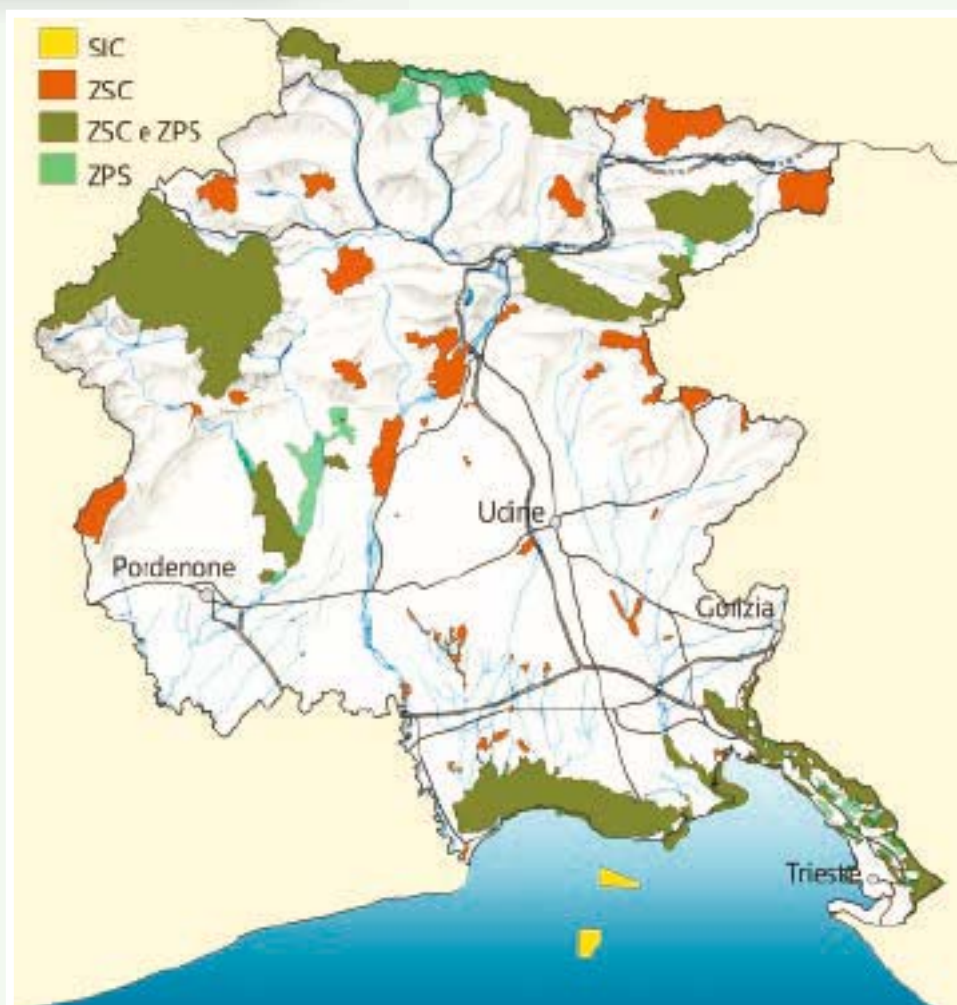 SIC
ZSC
ZSC e ZPS
ZPS
Udine
Pordenone
Gorizia
Trieste